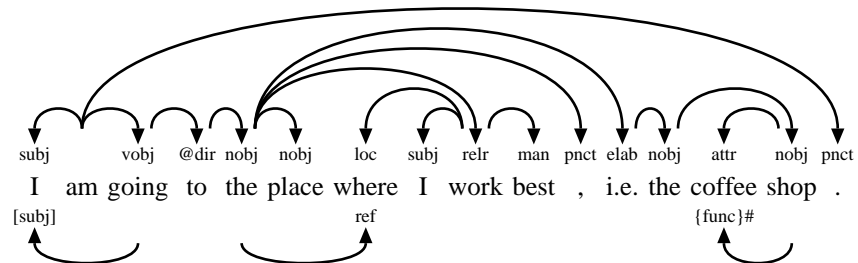 subj vobj @dir nobj nobj loc subj relr man pnct elab nobj attr nobj pnct
I am going to the place where I work best , i.e. the coffee shop .
[subj] ref {func}#